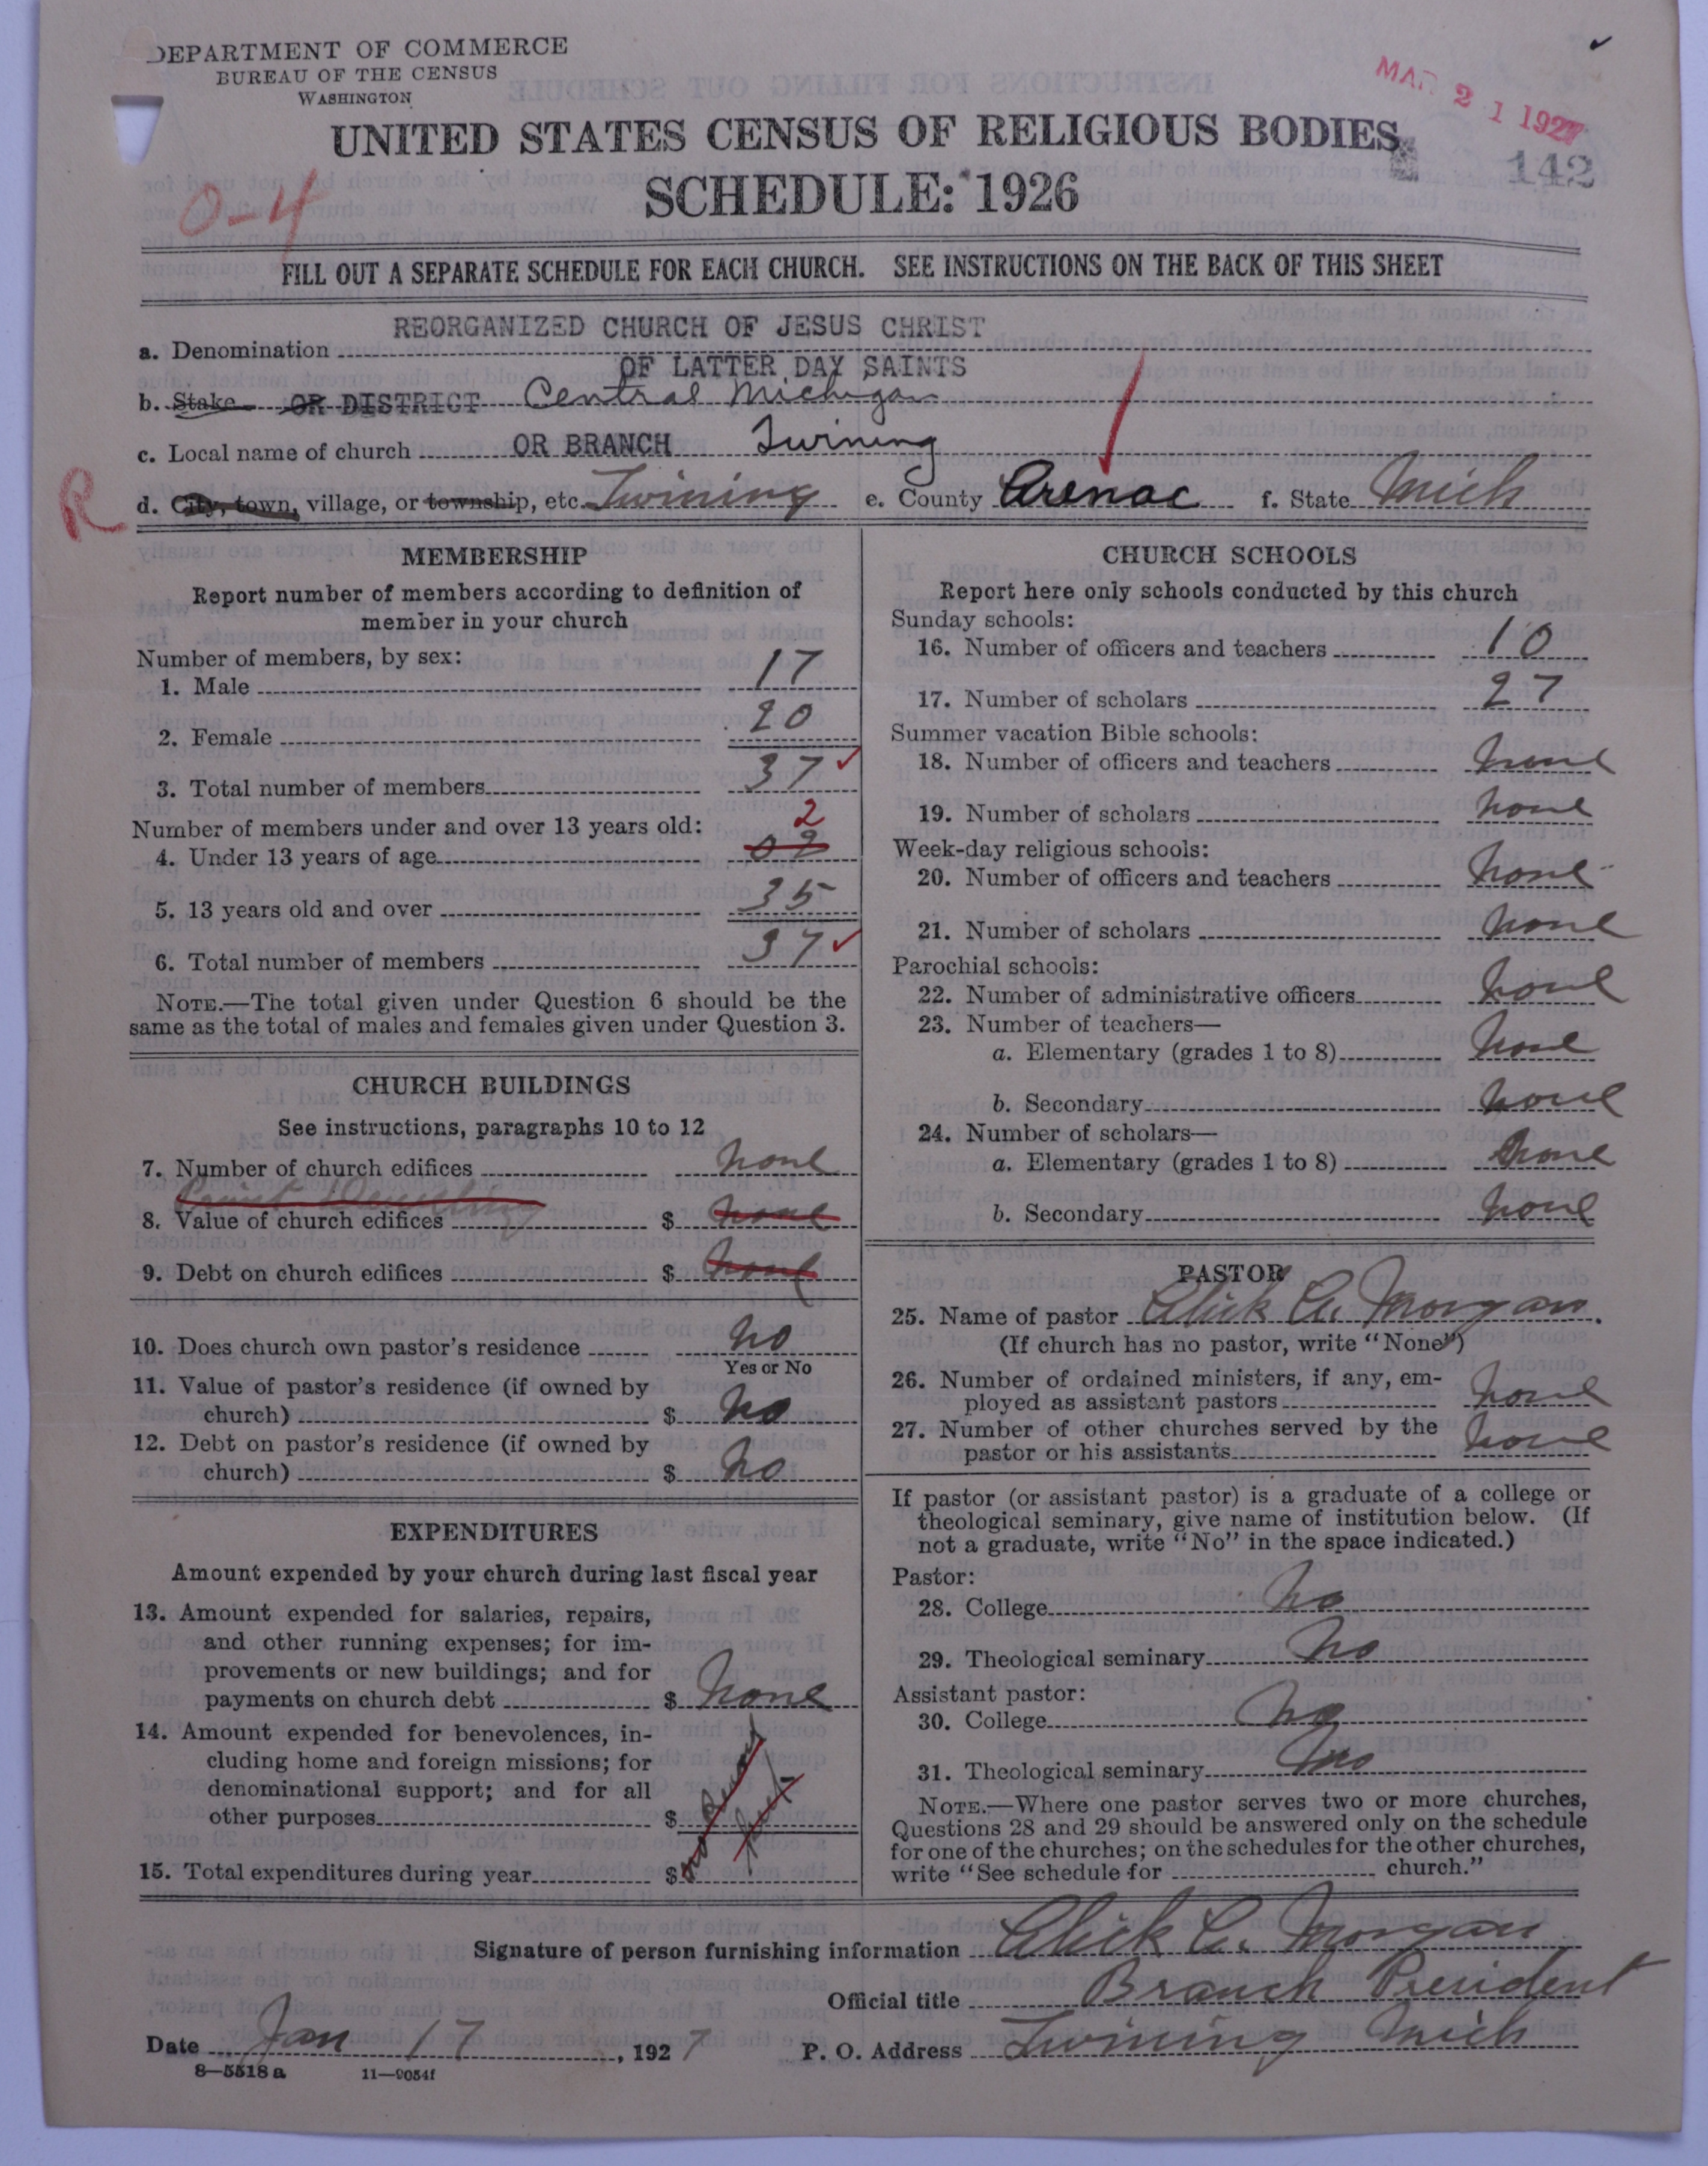 DEPARTMENT OF COMMERCE
BUREAU OF THE CENSUS
WASHINGTON
MAR 21 1927
142
UNITED STATES CENSUS OF RELIGIOUS BODIES
SCHEDULE: 1926
0-4
FILL OUT A SEPARATE SCHEDULE FOR EACH CHURCH. SEE INSTRUCTIONS ON THE BACK OF THIS SHEET
REORGANIZED CHURCH OF JESUS CHRIST
a. Denomination
OF LATTER DAY SAINTS
b. Stake OR DISTRICT Central Michigan
c. Local name of church OR BRANCH Twining
R
d. City, town, village, or township, etc. Twining e. County Arenac f. State Mich
MEMBERSHIP
Report number of members according to definition of
member in your church
Number of members, by sex:
1. Male 17
2. Female 20
3. Total number of members 37
Number of members under and over 13 years old: 2
4. Under 13 years of age 02
5. 13 years old and over 35
6. Total number of members 37
NOTE.—The total given under Question 6 should be the
same as the total of males and females given under Question 3.
CHURCH BUILDINGS
See instructions, paragraphs 10 to 12
7. Number of church edifices none
8. Value of church edifices $ none
9. Debt on church edifices $ none
10. Does church own pastor's residence no
Yes or No
11. Value of pastor's residence (if owned by
church) $ no
12. Debt on pastor's residence (if owned by
church) $ no
EXPENDITURES
Amount expended by your church during last fiscal year
13. Amount expended for salaries, repairs,
and other running expenses; for im-
provements or new buildings; and for
payments on church debt $ none
14. Amount expended for benevolences, in-
cluding home and foreign missions; for
denominational support; and for all
other purposes $
15. Total expenditures during year $
CHURCH SCHOOLS
Report here only schools conducted by this church
Sunday schools:
16. Number of officers and teachers 10
17. Number of scholars 27
Summer vacation Bible schools:
18. Number of officers and teachers none
19. Number of scholars none
Week-day religious schools:
20. Number of officers and teachers none
21. Number of scholars none
Parochial schools:
22. Number of administrative officers none
23. Number of teachers—
a. Elementary (grades 1 to 8) none
b. Secondary none
24. Number of scholars—
a. Elementary (grades 1 to 8) none
b. Secondary none
PASTOR
25. Name of pastor Elick A. Morgan
(If church has no pastor, write "None")
26. Number of ordained ministers, if any, em-
ployed as assistant pastors none
27. Number of other churches served by the
pastor or his assistants none
If pastor (or assistant pastor) is a graduate of a college or
theological seminary, give name of institution below. (If
not a graduate, write "No" in the space indicated.)
Pastor:
28. College no
29. Theological seminary no
Assistant pastor:
30. College no
31. Theological seminary no
NOTE.—Where one pastor serves two or more churches,
Questions 28 and 29 should be answered only on the schedule
for one of the churches; on the schedules for the other churches,
write "See schedule for church."
Signature of person furnishing information Elick A. Morgan
Official title Branch President
Date Jan 17, 1927 P. O. Address Twining Mich
8—5518 a 11—9054f